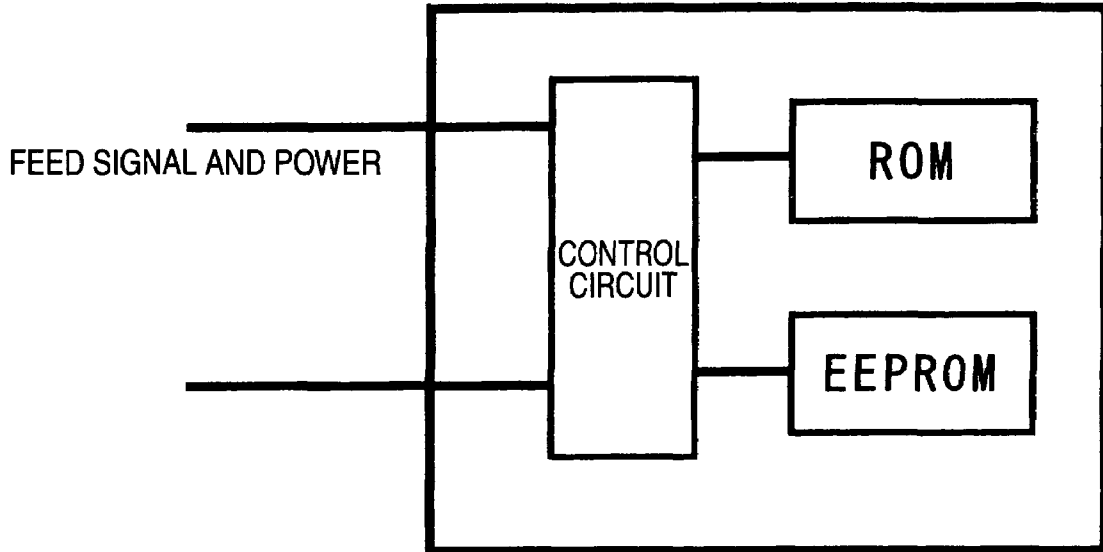 FEED SIGNAL AND POWER
ROM
CONTROL
CIRCUIT
EEPROM